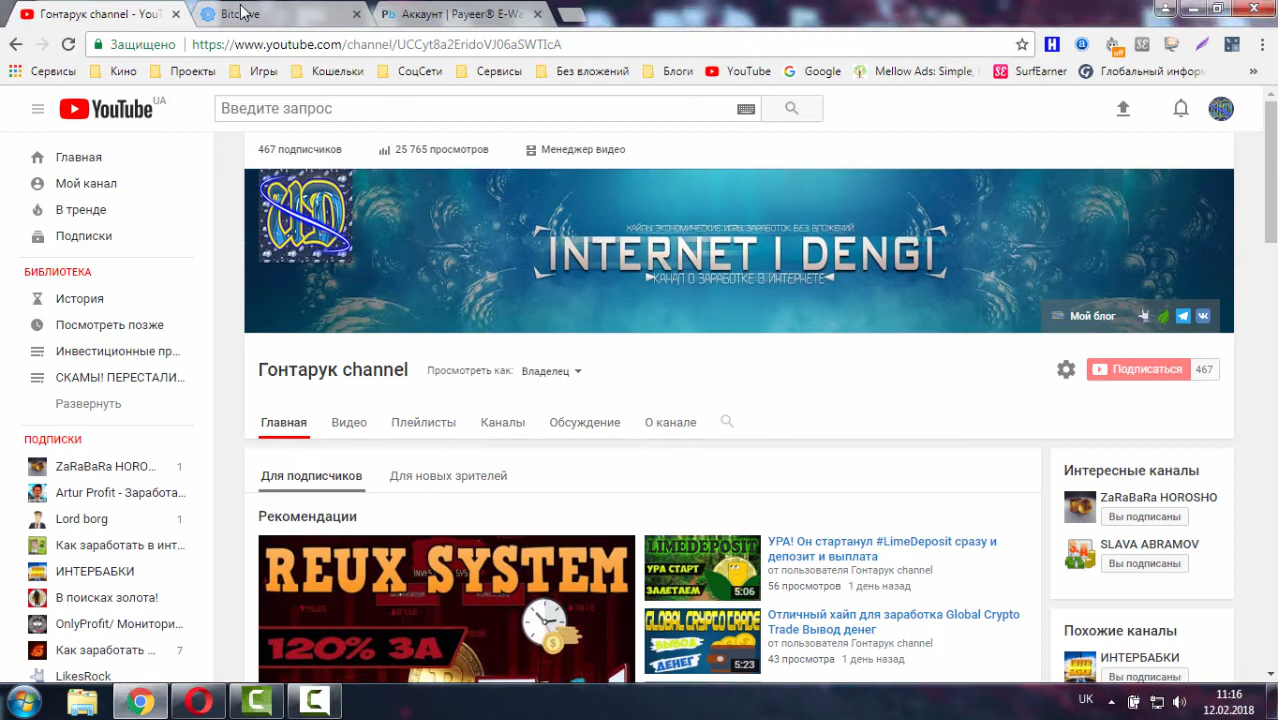 Гонтарук channel - YouT
Bitc
Аккаунт | Payeer® E-Wa
Защищено
https://www.youtube.com/channel/UCCyt8a2EridoVJ06aSWTIcA
Сервисы
Кино
Проекты
Игры
Кошельки
СоцСети
Сервисы
Без вложений
Блоги
YouTube
Google
Mellow Ads: Simple,
SurfEarner
Глобальный информ
off
YouTube UA
Введите запрос
467 подписчиков
25 765 просмотров
Менеджер видео
Главная
Мой канал
В тренде
Подписки
БИБЛИОТЕКА
История
Посмотреть позже
Инвестиционные пр...
СКАМЫ! ПЕРЕСТАЛИ...
Развернуть
ПОДПИСКИ
ZaRaBaRa HORO... 1
Artur Profit - Заработа...
Lord borg 1
Как заработать в инт...
ИНТЕРБАБКИ
В поисках золота!
OnlyProfit/ Монитори...
Как заработать ... 7
LikesRock
ХАЙПЫ ЭКОНОМИЧЕСКИЕ ИГРЫ ЗАРАБОТОК БЕЗ ВЛОЖЕНИЙ
INTERNET I DENGI
КАНАЛ О ЗАРАБОТКЕ В ИНТЕРНЕТЕ
Мой блог
Гонтарук channel
Просмотреть как:
Владелец
Подписаться
467
Главная
Видео
Плейлисты
Каналы
Обсуждение
О канале
Для подписчиков
Для новых зрителей
Рекомендации
REUX SYSTEM
120% ЗА
LIMEDEPOSIT
УРА СТАРТ
ЗАЛЕТАЕМ
5:06
УРА! Он стартанул #LimeDeposit сразу и
депозит и выплата
от пользователя Гонтарук channel
56 просмотров
1 день назад
GLOBAL CRYPTO TRADE
ВЫВОД
ДЕНЕГ
5:23
Отличный хайп для заработка Global Crypto
Trade Вывод денег
от пользователя Гонтарук channel
43 просмотра
1 день назад
Интересные каналы
ZaRaBaRa HOROSHO
Вы подписаны
SLAVA ABRAMOV
Вы подписаны
Похожие каналы
ИНТЕРБАБКИ
Вы подписаны
UK
11:16
12.02.2018